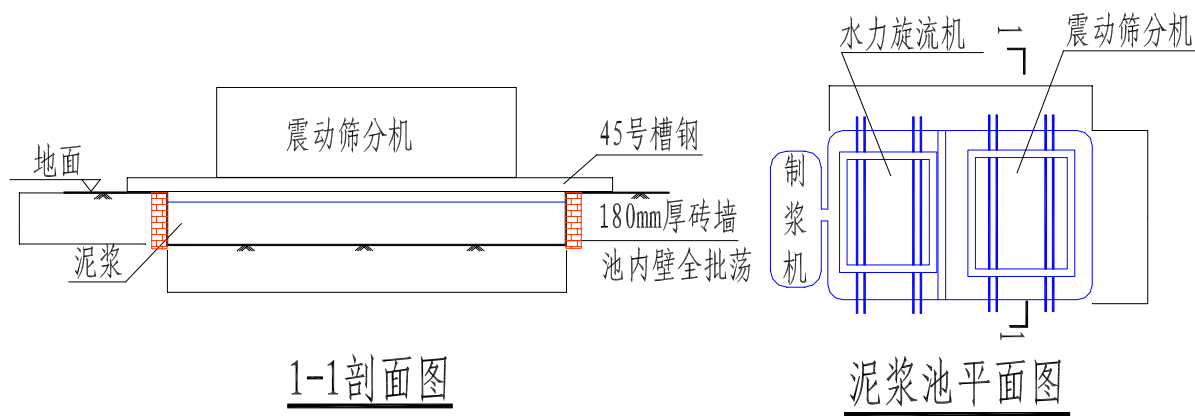 震动筛分机
45号槽钢
地面
180mm厚砖墙
池内壁全批荡
泥浆
1-1剖面图
水力旋流机
1
震动筛分机
制浆机
1
泥浆池平面图